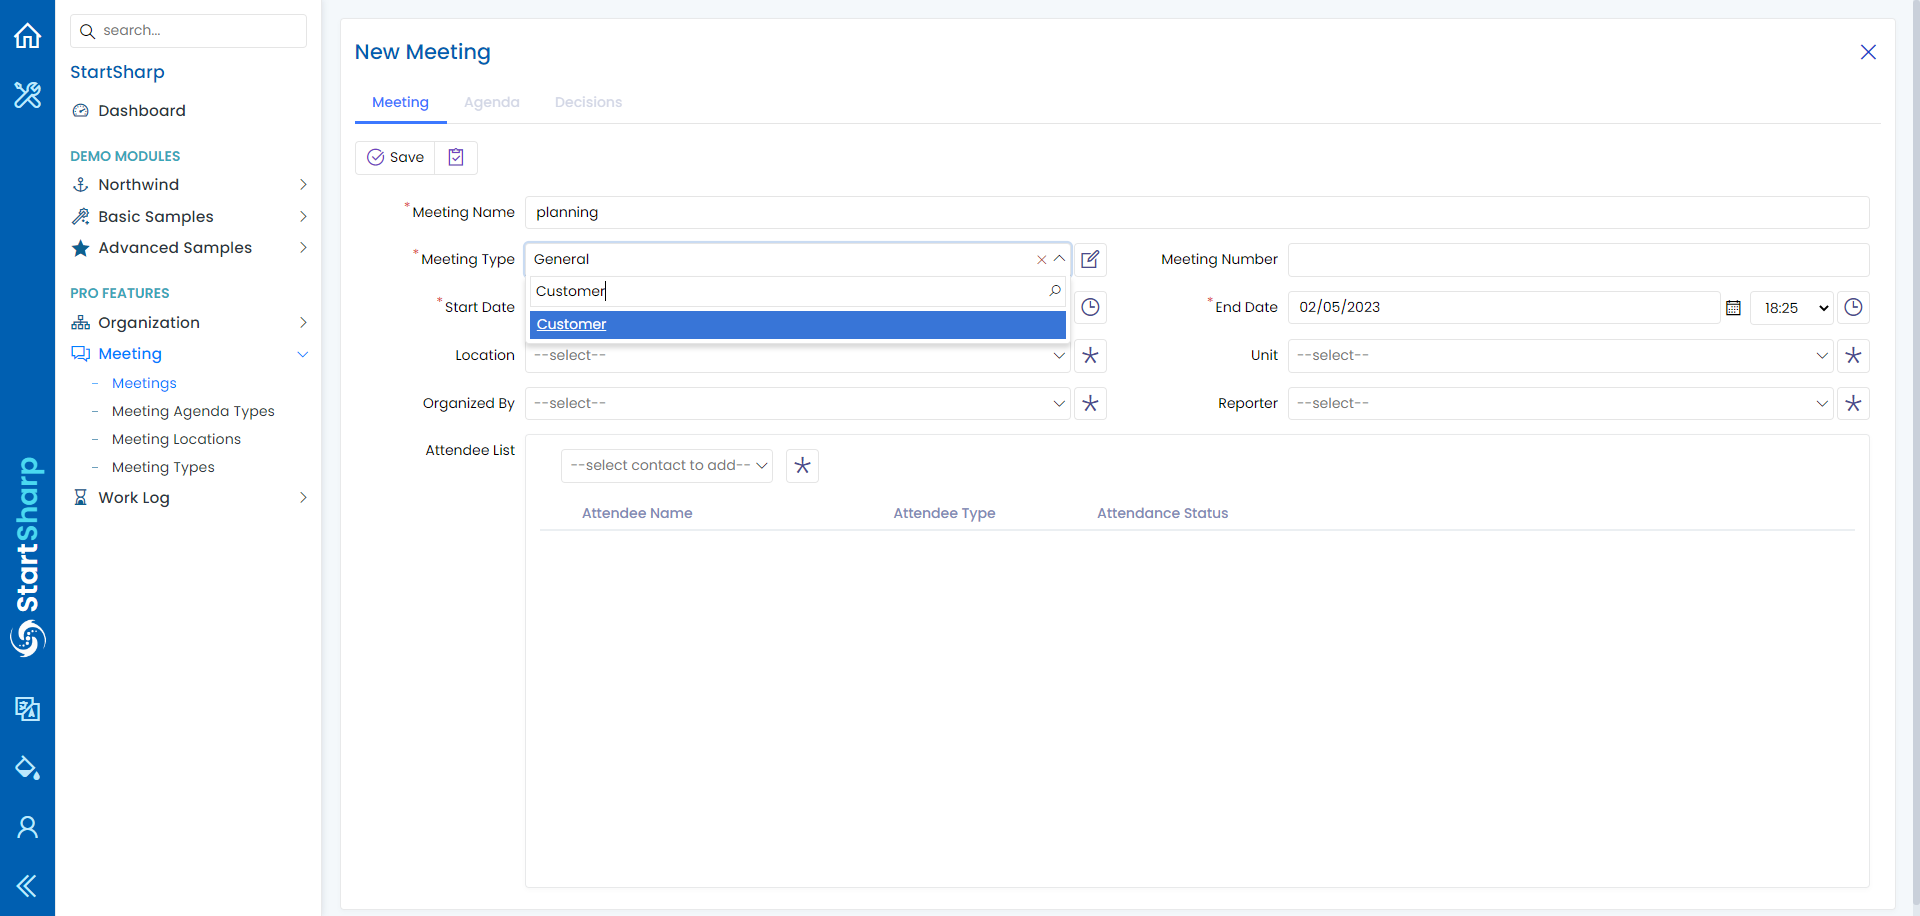 search...
StartSharp
Dashboard
DEMO MODULES
Northwind
Basic Samples
Advanced Samples
PRO FEATURES
Organization
Meeting
Meetings
Meeting Agenda Types
Meeting Locations
Meeting Types
Work Log
StartSharp
New Meeting
Meeting Agenda Decisions
Save
*Meeting Name planning
*Meeting Type General Meeting Number
Customer
Customer
*Start Date *End Date 02/05/2023 18:25
Location --select-- Unit --select--
Organized By --select-- Reporter --select--
Attendee List
--select contact to add--
Attendee Name Attendee Type Attendance Status